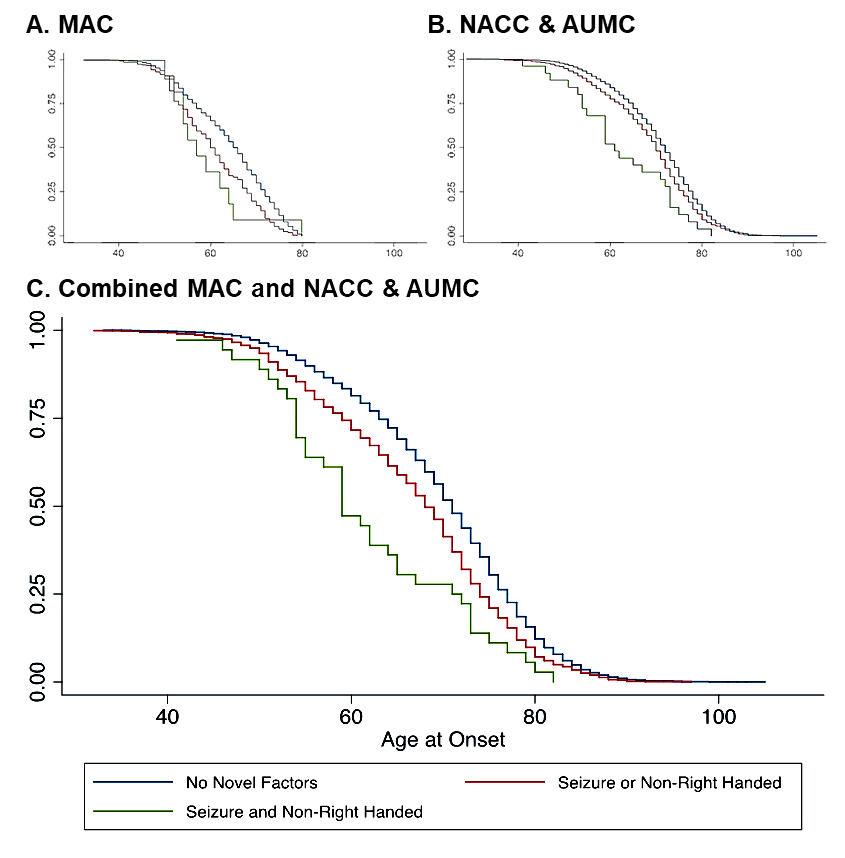 A. MAC
B. NACC & AUMC
1.00
0.75
0.50
0.25
0.00
40 60 80 100
1.00
0.75
0.50
0.25
0.00
40 60 80 100
C. Combined MAC and NACC & AUMC
1.00
0.75
0.50
0.25
0.00
40 60 80 100
Age at Onset
No Novel Factors
Seizure or Non-Right Handed
Seizure and Non-Right Handed